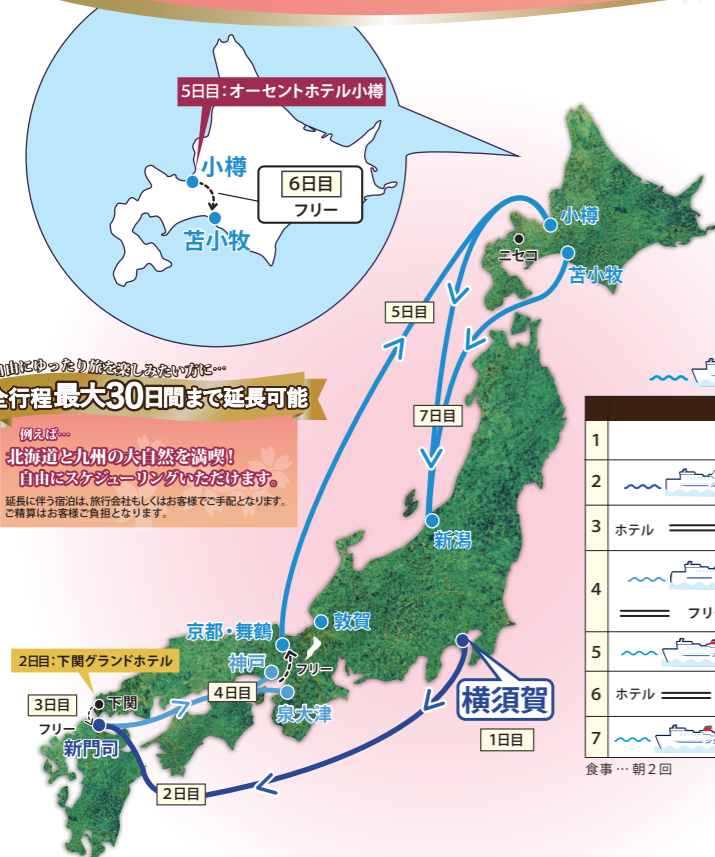 5日目：オーセントホテル小樽
小樽
6日目
フリー
苫小牧
小樽
ニセコ
苫小牧
5日目
自由にゆったり旅を楽しみたい方に…
全行程最大30日間まで延長可能
例えば…
北海道と九州の大自然を満喫！
自由にスケジューリングいただけます。
延長に伴う宿泊は、旅行会社もしくはお客様でご手配となります。
ご精算はお客様ご負担となります。
7日目
新潟
敦賀
京都・舞鶴
神戸
フリー
泉大津
4日目
2日目：下関グランドホテル
3日目
フリー
下関
新門司
横須賀
1日目
2日目
1
2
3 ホテル
4
フリ
5
6 ホテル
7
食事…朝2回